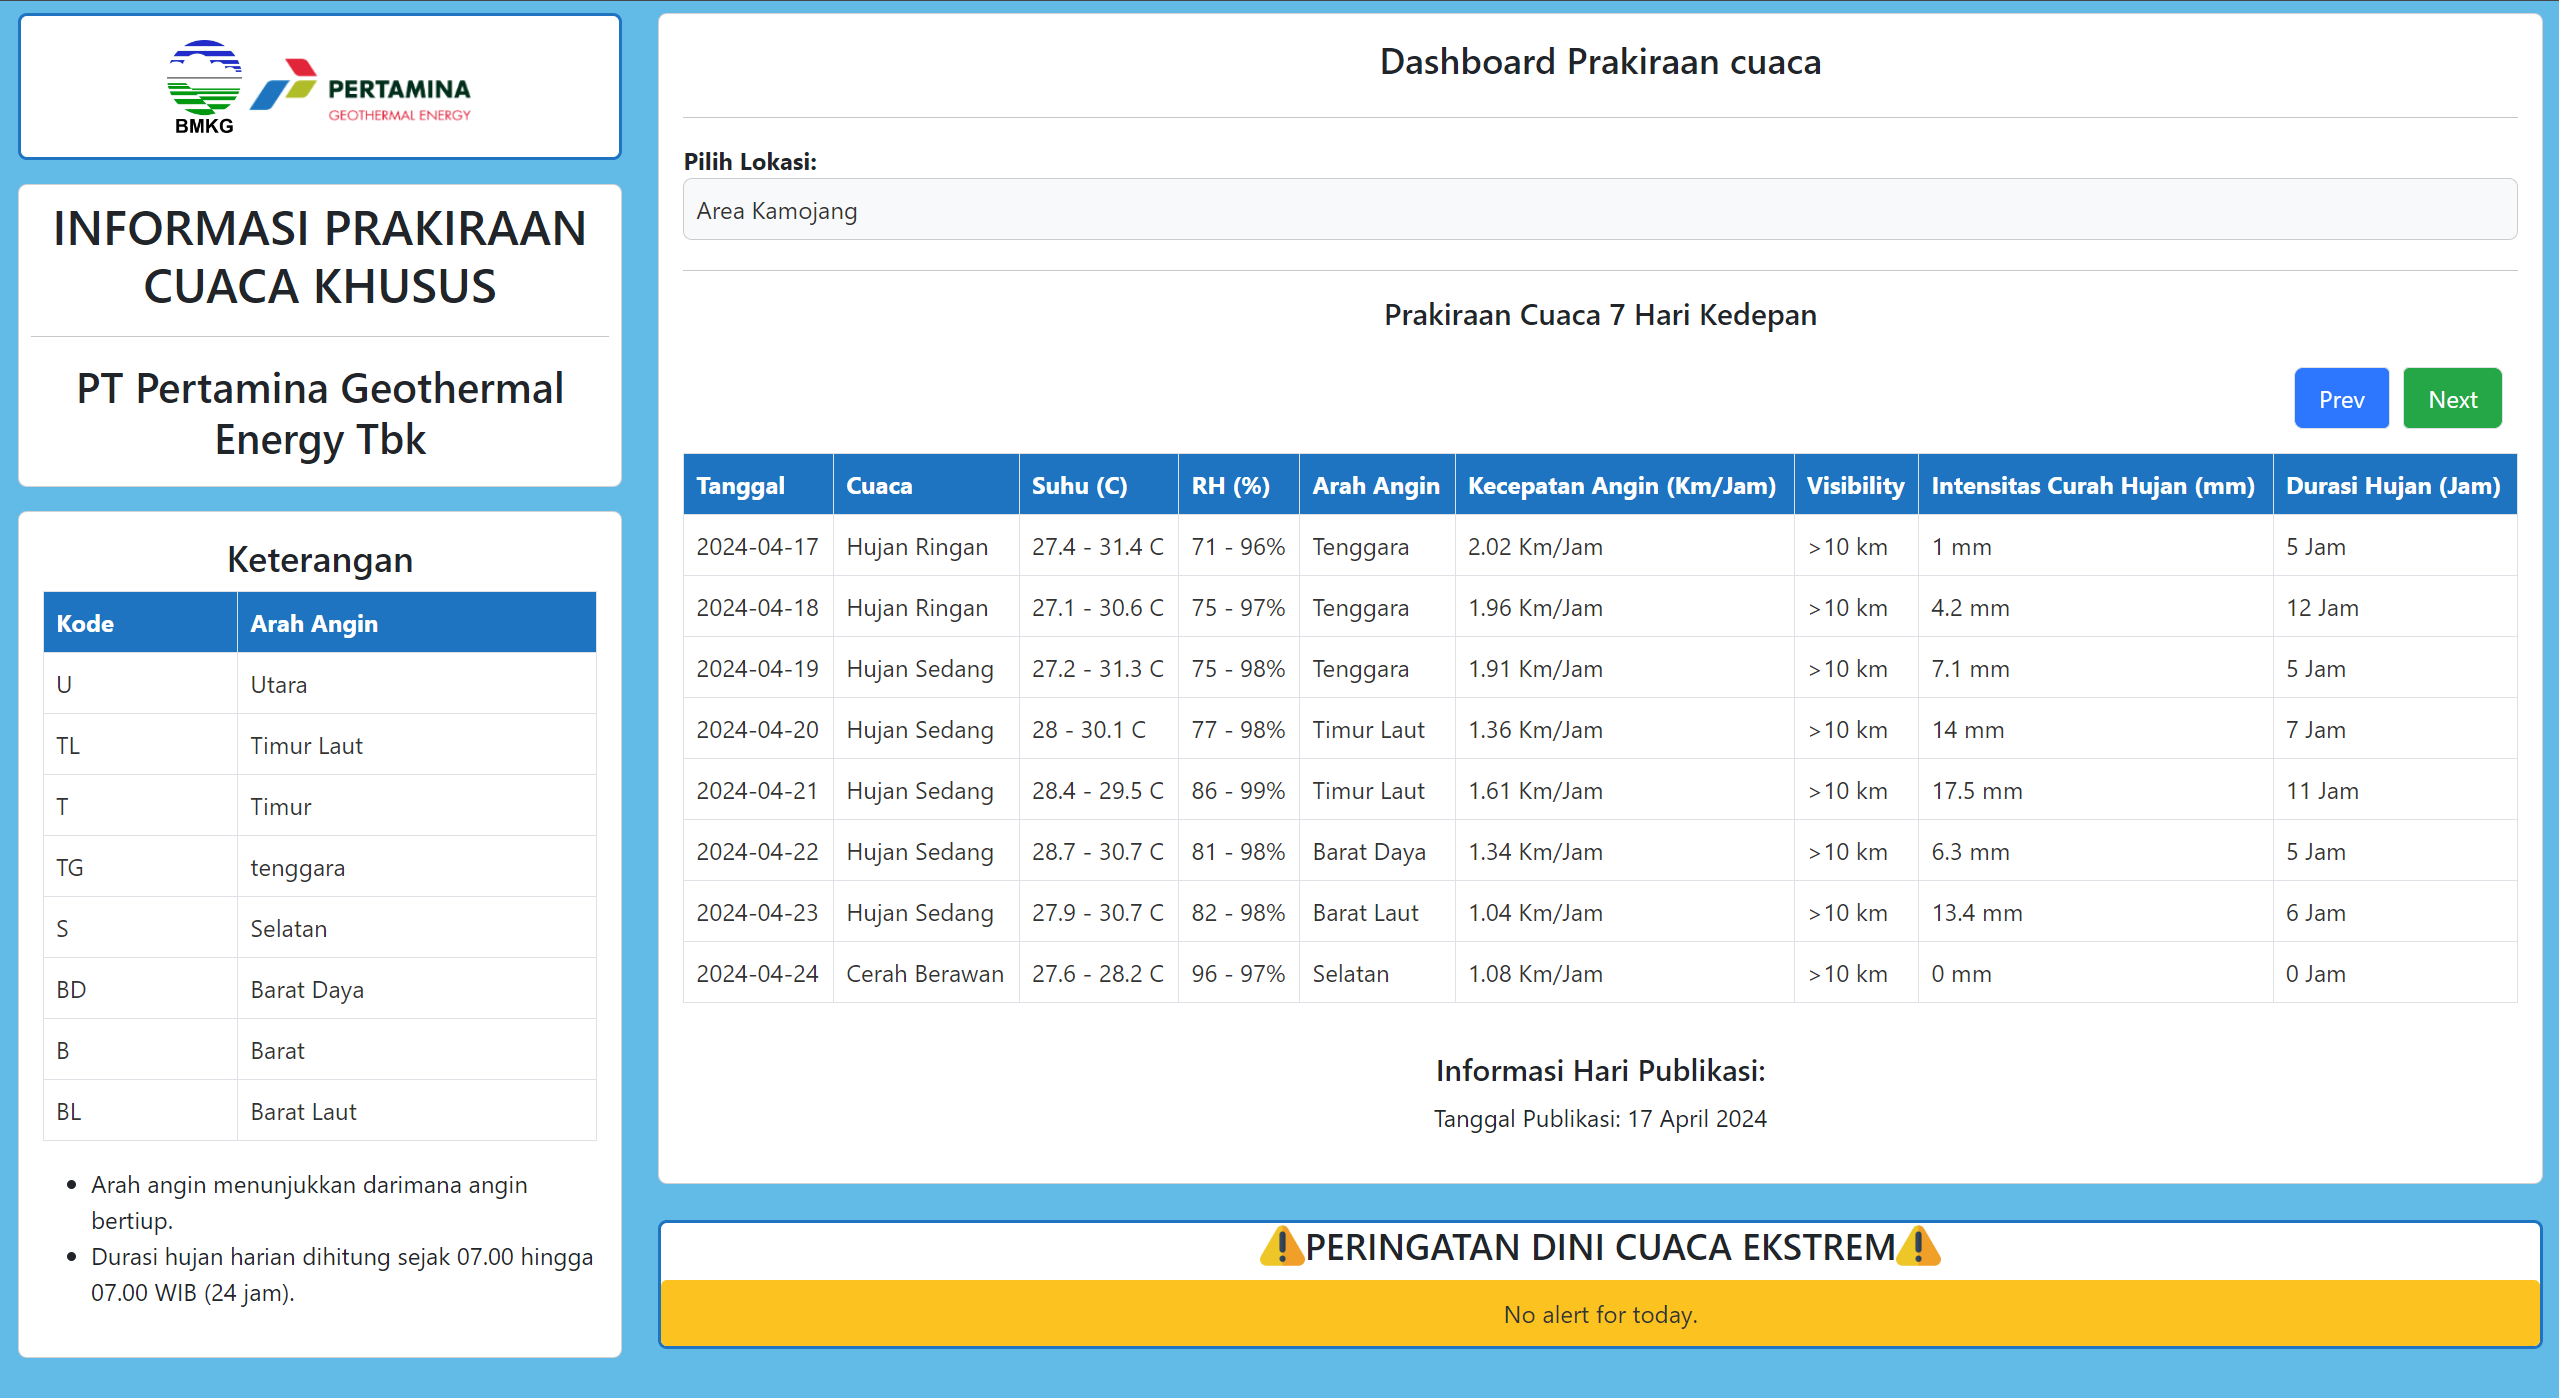 BMKG
PERTAMINA
GEOTHERMAL ENERGY
INFORMASI PRAKIRAAN
CUACA KHUSUS
PT Pertamina Geothermal
Energy Tbk
Keterangan
Kode Arah Angin
U Utara
TL Timur Laut
T Timur
TG tenggara
S Selatan
BD Barat Daya
B Barat
BL Barat Laut
• Arah angin menunjukkan darimana angin
bertiup.
• Durasi hujan harian dihitung sejak 07.00 hingga
07.00 WIB (24 jam).
Dashboard Prakiraan cuaca
Pilih Lokasi:
Area Kamojang
Prakiraan Cuaca 7 Hari Kedepan
Prev Next
Tanggal Cuaca Suhu (C) RH (%) Arah Angin Kecepatan Angin (Km/Jam) Visibility Intensitas Curah Hujan (mm) Durasi Hujan (Jam)
2024-04-17 Hujan Ringan 27.4 - 31.4 C 71 - 96% Tenggara 2.02 Km/Jam >10 km 1 mm 5 Jam
2024-04-18 Hujan Ringan 27.1 - 30.6 C 75 - 97% Tenggara 1.96 Km/Jam >10 km 4.2 mm 12 Jam
2024-04-19 Hujan Sedang 27.2 - 31.3 C 75 - 98% Tenggara 1.91 Km/Jam >10 km 7.1 mm 5 Jam
2024-04-20 Hujan Sedang 28 - 30.1 C 77 - 98% Timur Laut 1.36 Km/Jam >10 km 14 mm 7 Jam
2024-04-21 Hujan Sedang 28.4 - 29.5 C 86 - 99% Timur Laut 1.61 Km/Jam >10 km 17.5 mm 11 Jam
2024-04-22 Hujan Sedang 28.7 - 30.7 C 81 - 98% Barat Daya 1.34 Km/Jam >10 km 6.3 mm 5 Jam
2024-04-23 Hujan Sedang 27.9 - 30.7 C 82 - 98% Barat Laut 1.04 Km/Jam >10 km 13.4 mm 6 Jam
2024-04-24 Cerah Berawan 27.6 - 28.2 C 96 - 97% Selatan 1.08 Km/Jam >10 km 0 mm 0 Jam
Informasi Hari Publikasi:
Tanggal Publikasi: 17 April 2024
⚠️PERINGATAN DINI CUACA EKSTREM⚠️
No alert for today.